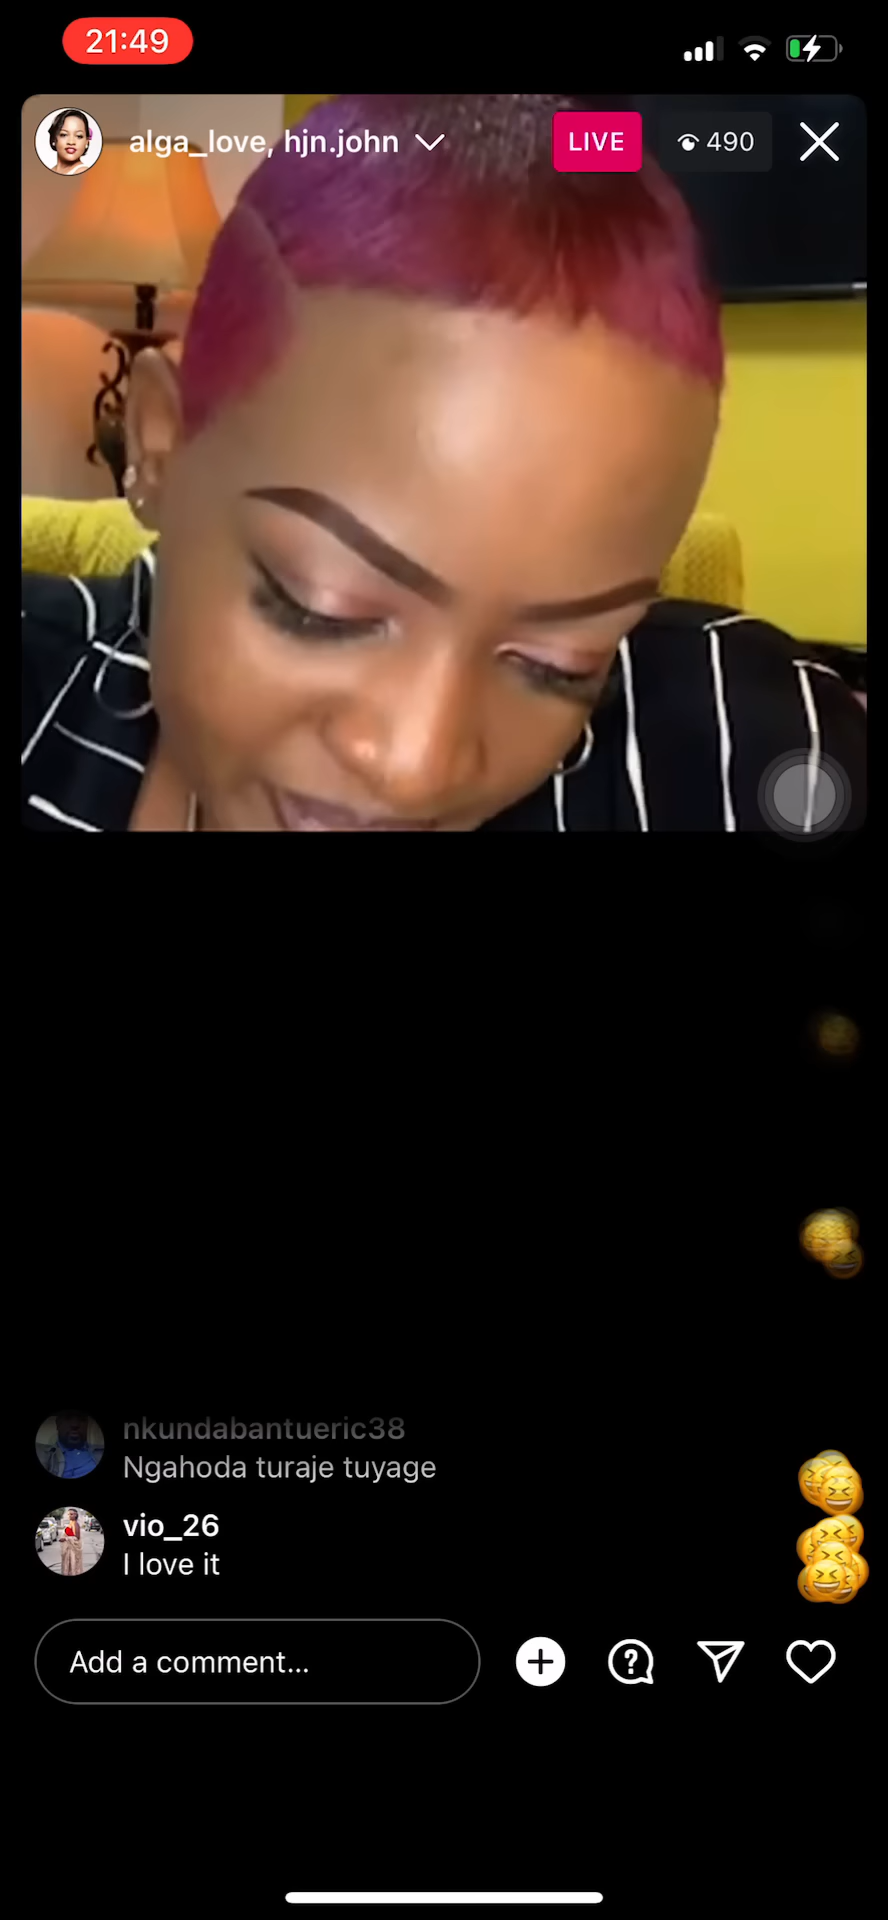 21:49
alga_love, hjn.john
LIVE
490
nkundabantueric38
Ngahoda turaje tuyage
vio_26
I love it
Add a comment...